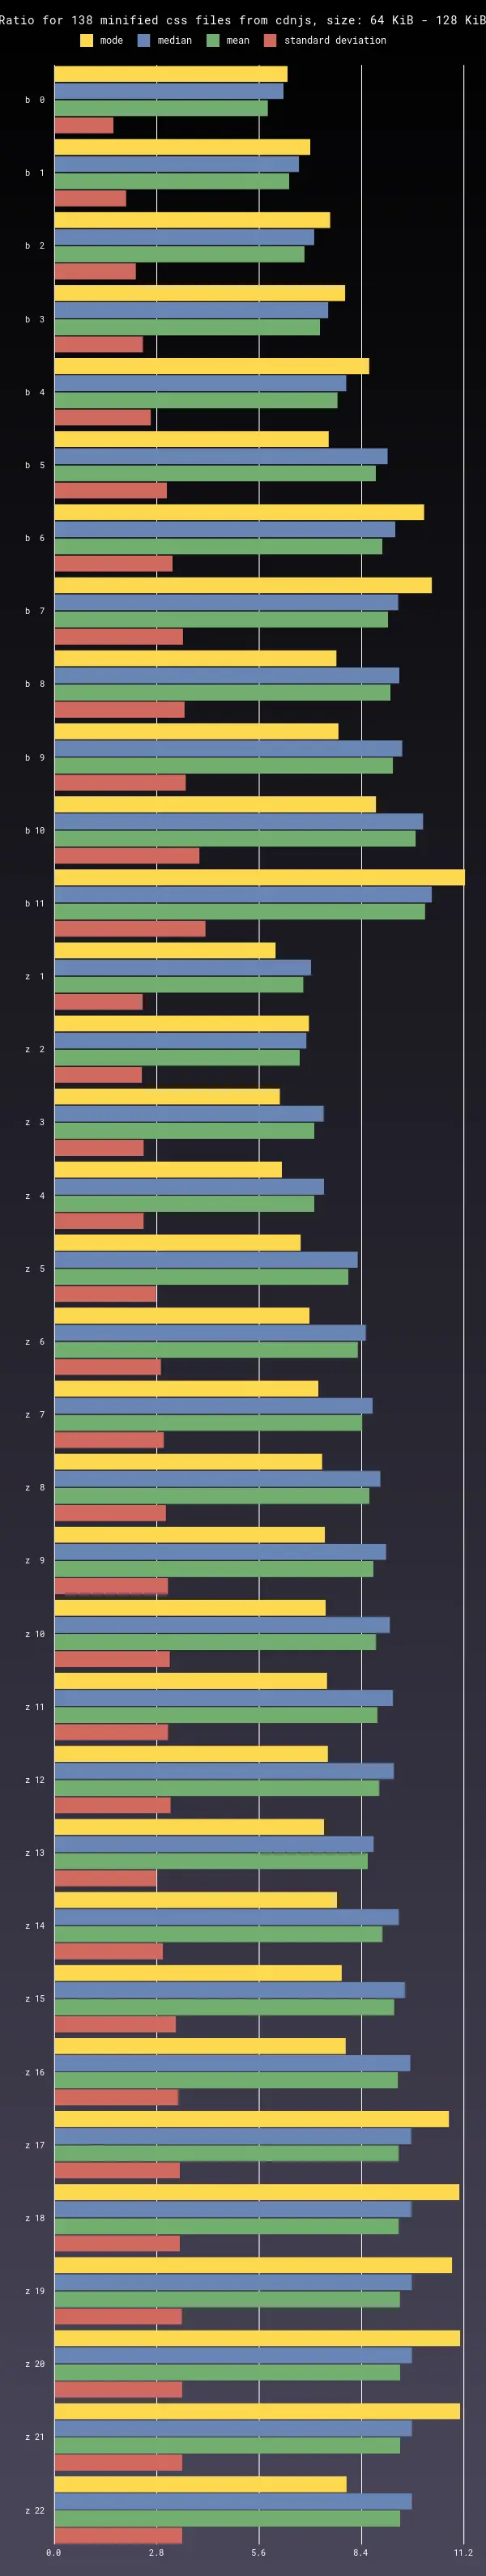 Ratio for 138 minified css files from cdnjs, size: 64 KiB - 128 KiB
mode median mean standard deviation
b 0
b 1
b 2
b 3
b 4
b 5
b 6
b 7
b 8
b 9
b 10
b 11
z 1
z 2
z 3
z 4
z 5
z 6
z 7
z 8
z 9
z 10
z 11
z 12
z 13
z 14
z 15
z 16
z 17
z 18
z 19
z 20
z 21
z 22
0.0 2.8 5.6 8.4 11.2